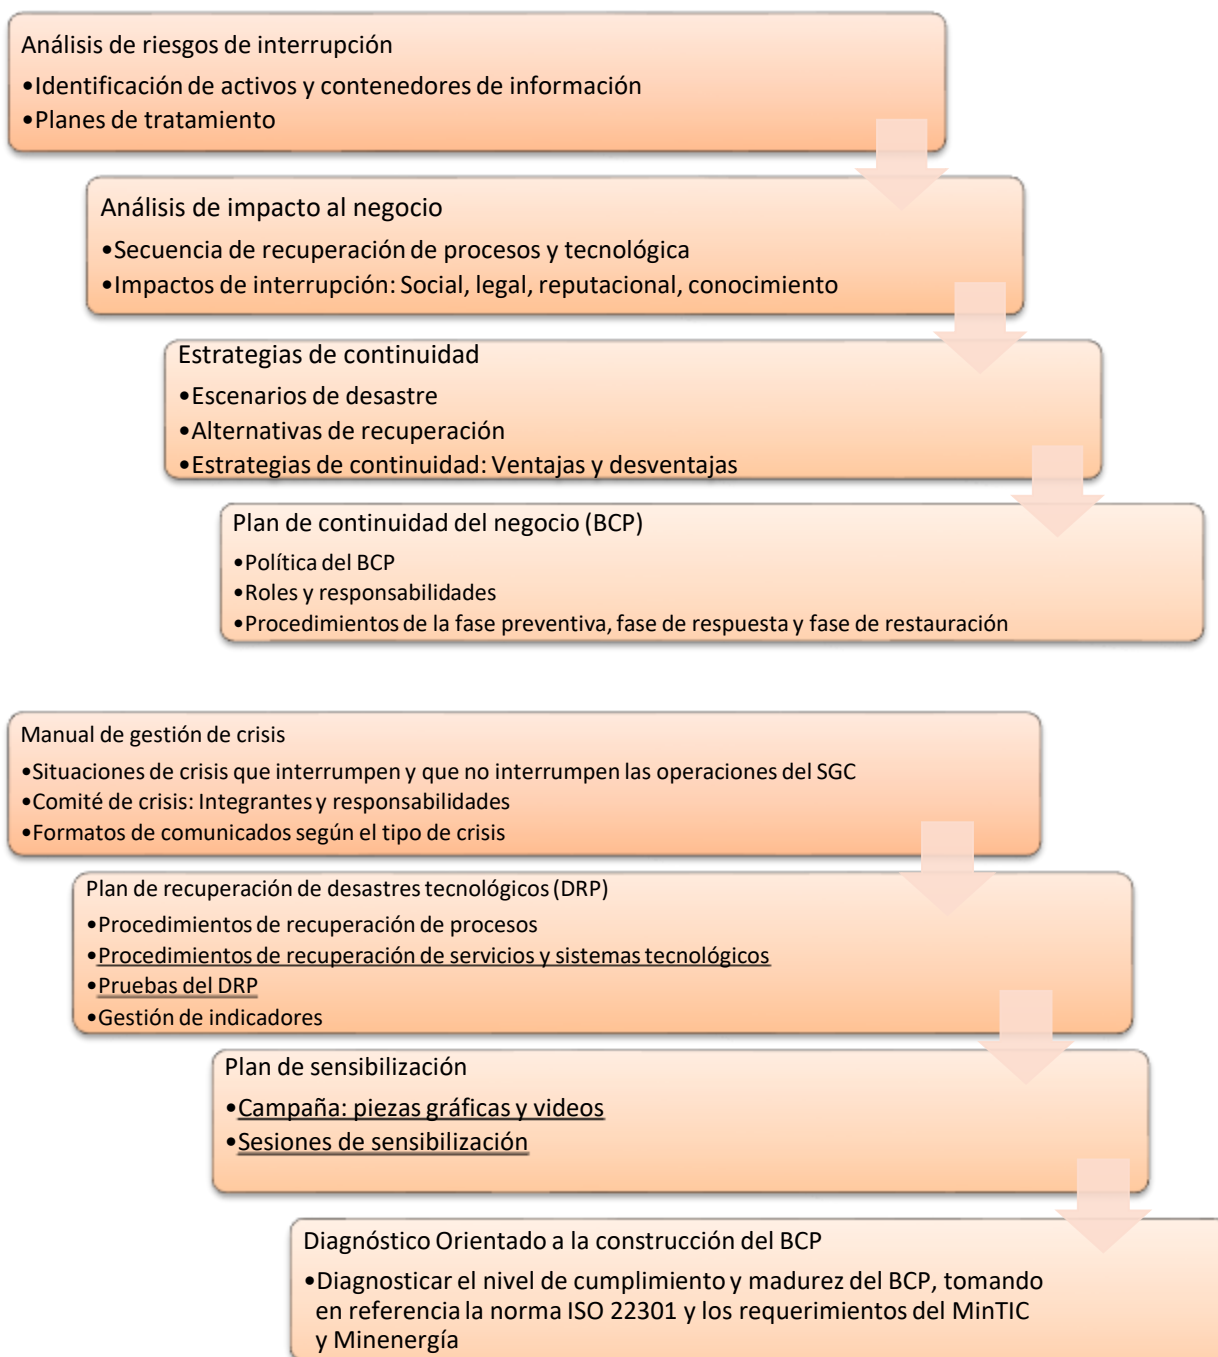 Análisis de riesgos de interrupción
•Identificación de activos y contenedores de información
•Planes de tratamiento
Análisis de impacto al negocio
•Secuencia de recuperación de procesos y tecnológica
•Impactos de interrupción: Social, legal, reputacional, conocimiento
Estrategias de continuidad
•Escenarios de desastre
•Alternativas de recuperación
•Estrategias de continuidad: Ventajas y desventajas
Plan de continuidad del negocio (BCP)
•Política del BCP
•Roles y responsabilidades
•Procedimientos de la fase preventiva, fase de respuesta y fase de restauración
Manual de gestión de crisis
•Situaciones de crisis que interrumpen y que no interrumpen las operaciones del SGC
•Comité de crisis: Integrantes y responsabilidades
•Formatos de comunicados según el tipo de crisis
Plan de recuperación de desastres tecnológicos (DRP)
•Procedimientos de recuperación de procesos
•Procedimientos de recuperación de servicios y sistemas tecnológicos
•Pruebas del DRP
•Gestión de indicadores
Plan de sensibilización
•Campaña: piezas gráficas y videos
•Sesiones de sensibilización
Diagnóstico Orientado a la construcción del BCP
•Diagnosticar el nivel de cumplimiento y madurez del BCP, tomando
en referencia la norma ISO 22301 y los requerimientos del MinTIC
y Minenergía